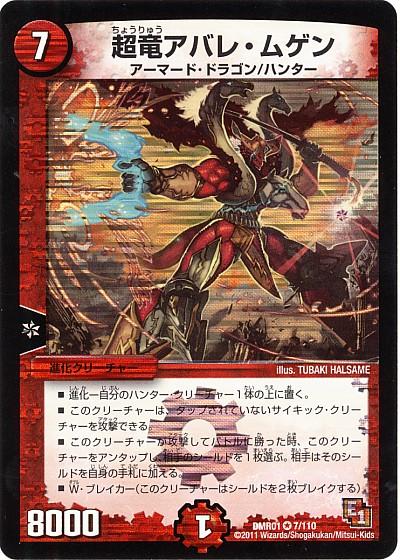 7
ちょうりゅう
超竜アバレ・ムゲン
アーマード・ドラゴン/ハンター
進化クリーチャー
illus. TUBAKI HALSAME
■ 進化ー自分のハンター・クリーチャー1体の上に置く。
■ このクリーチャーは、タップされていないサイキック・クリー
チャーを攻撃できる。
■ このクリーチャーが攻撃してバトルに勝った時、このクリー
チャーをアンタップし、相手のシールドを1枚選ぶ。相手はそのシー
ルドを自身の手札に加える。
■ W・ブレイカー(このクリーチャーはシールドを2枚ブレイクする)
8000
1
DMR01 7/110
©2011 Wizards/Shogakukan/Mitsui-Kids
E1